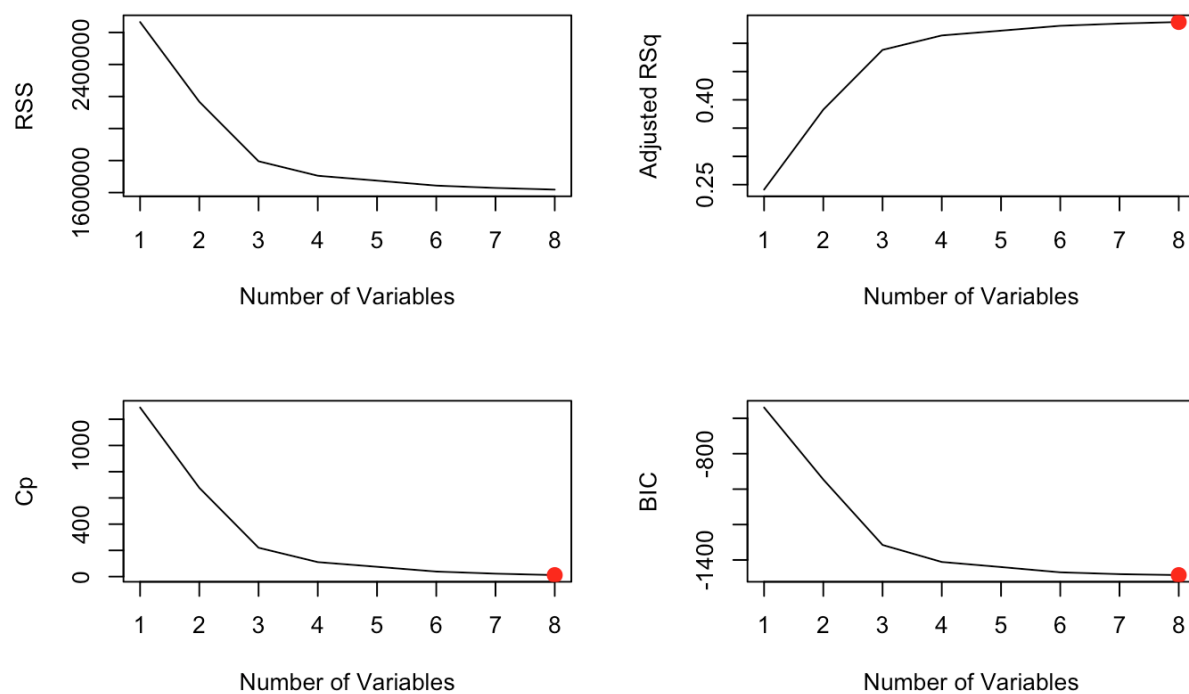 RSS
2400000
1600000
1 2 3 4 5 6 7 8
Number of Variables
Adjusted RSq
0.40
0.25
1 2 3 4 5 6 7 8
Number of Variables
Cp
1000
400
0
1 2 3 4 5 6 7 8
Number of Variables
BIC
-800
-1400
1 2 3 4 5 6 7 8
Number of Variables